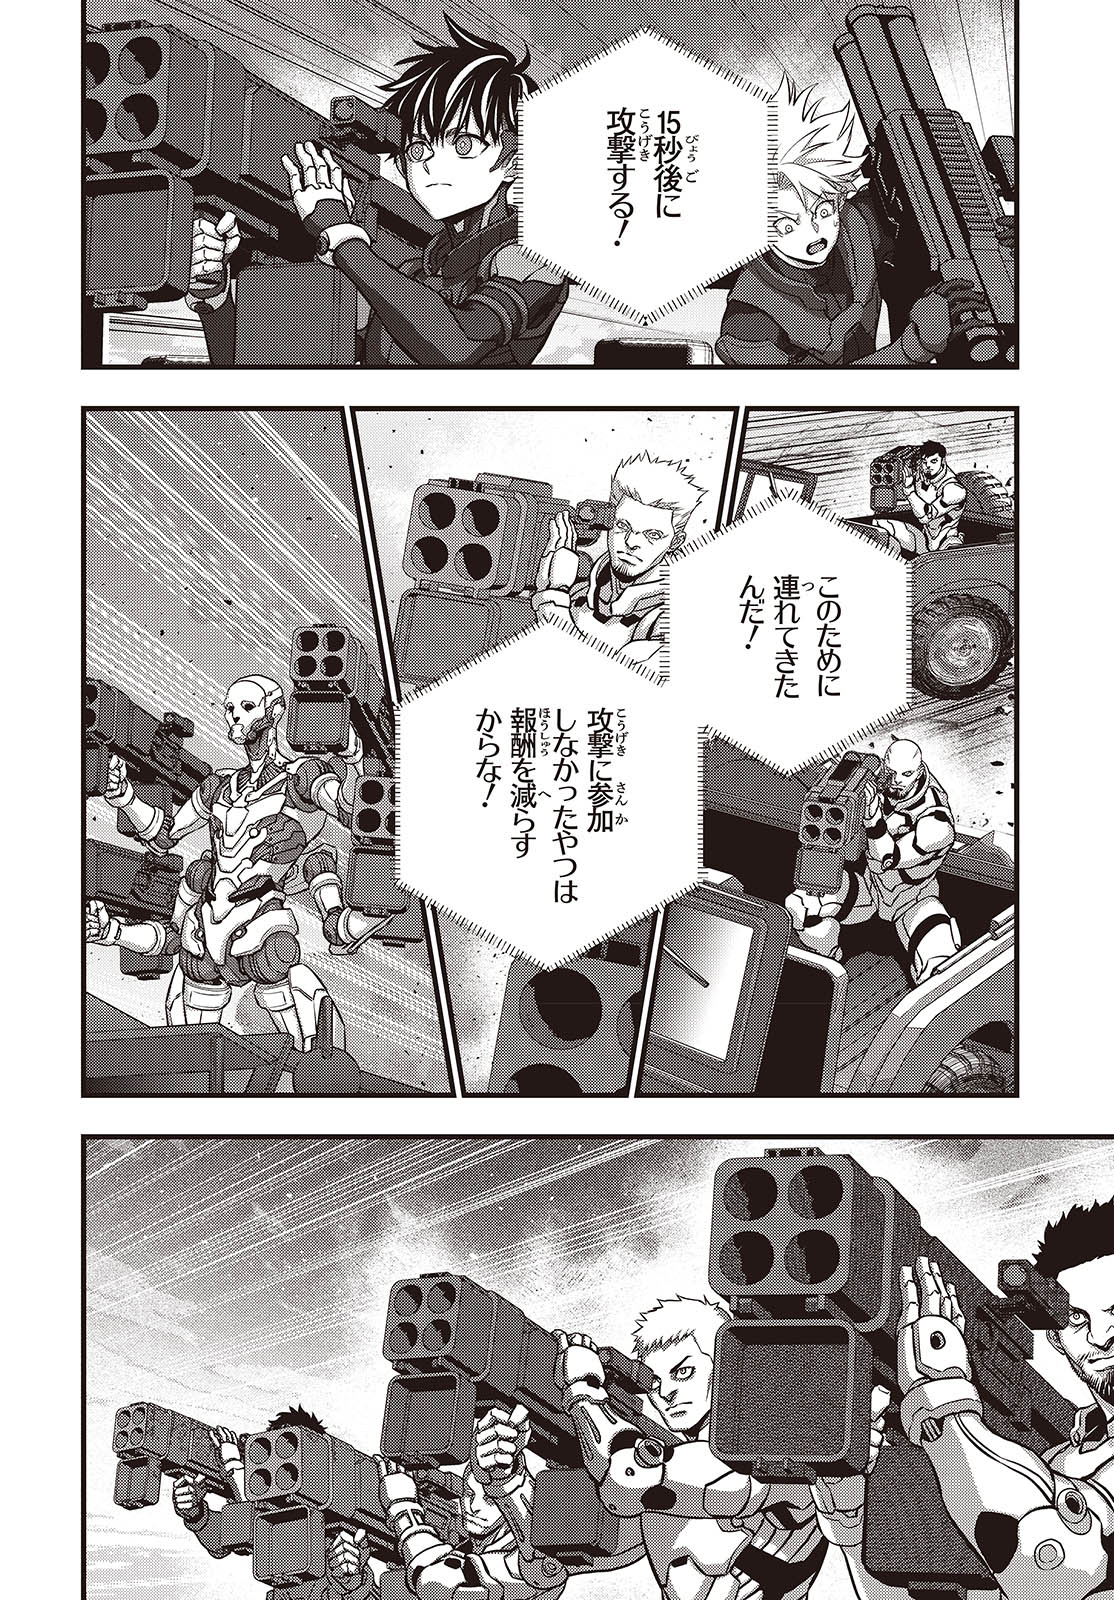 15秒後に
攻撃する！
このために
連れてきた
んだ！
攻撃に参加
しなかったやつは
報酬を減らす
からな！